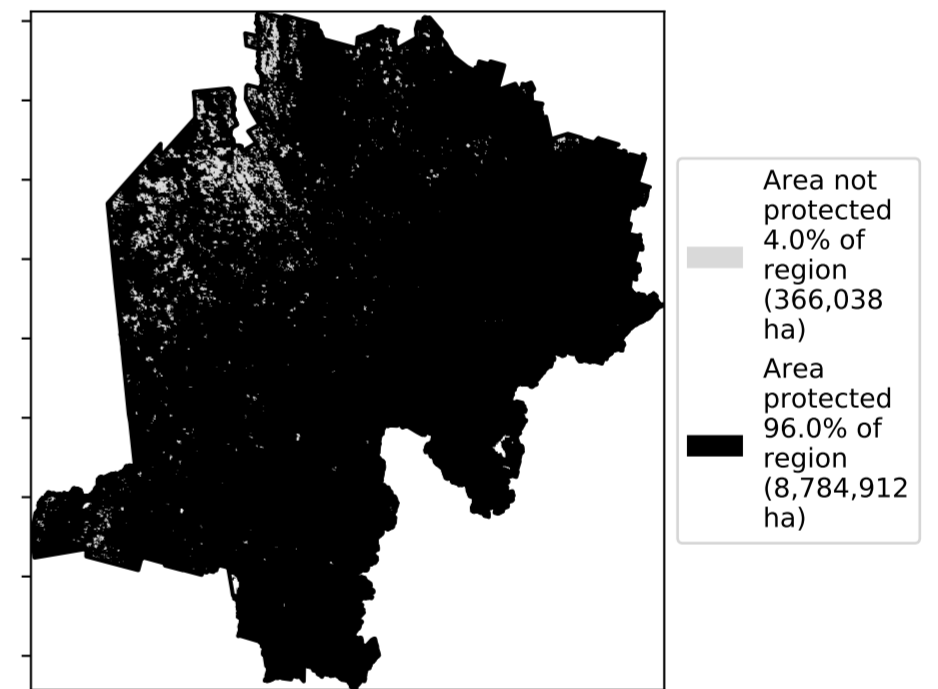 Area not
protected
4.0% of
region
(366,038
ha)
Area
protected
96.0% of
region
(8,784,912
ha)